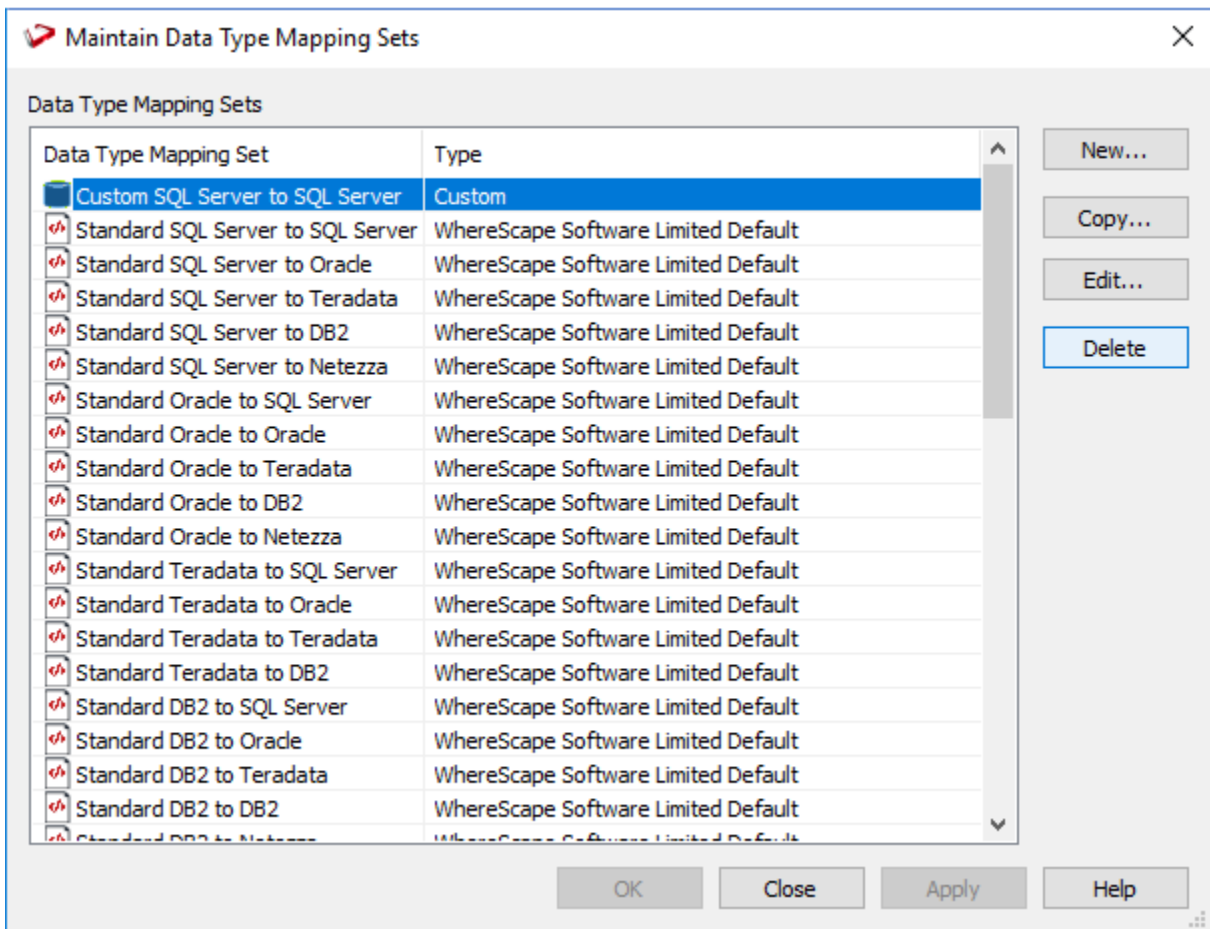 Maintain Data Type Mapping Sets
Data Type Mapping Sets
Data Type Mapping Set Type
Custom SQL Server to SQL Server Custom
Standard SQL Server to SQL Server WhereScape Software Limited Default
Standard SQL Server to Oracle WhereScape Software Limited Default
Standard SQL Server to Teradata WhereScape Software Limited Default
Standard SQL Server to DB2 WhereScape Software Limited Default
Standard SQL Server to Netezza WhereScape Software Limited Default
Standard Oracle to SQL Server WhereScape Software Limited Default
Standard Oracle to Oracle WhereScape Software Limited Default
Standard Oracle to Teradata WhereScape Software Limited Default
Standard Oracle to DB2 WhereScape Software Limited Default
Standard Oracle to Netezza WhereScape Software Limited Default
Standard Teradata to SQL Server WhereScape Software Limited Default
Standard Teradata to Oracle WhereScape Software Limited Default
Standard Teradata to Teradata WhereScape Software Limited Default
Standard Teradata to DB2 WhereScape Software Limited Default
Standard DB2 to SQL Server WhereScape Software Limited Default
Standard DB2 to Oracle WhereScape Software Limited Default
Standard DB2 to Teradata WhereScape Software Limited Default
Standard DB2 to DB2 WhereScape Software Limited Default
Standard DB2 to Netezza WhereScape Software Limited Default
New...
Copy...
Edit...
Delete
OK Close Apply Help